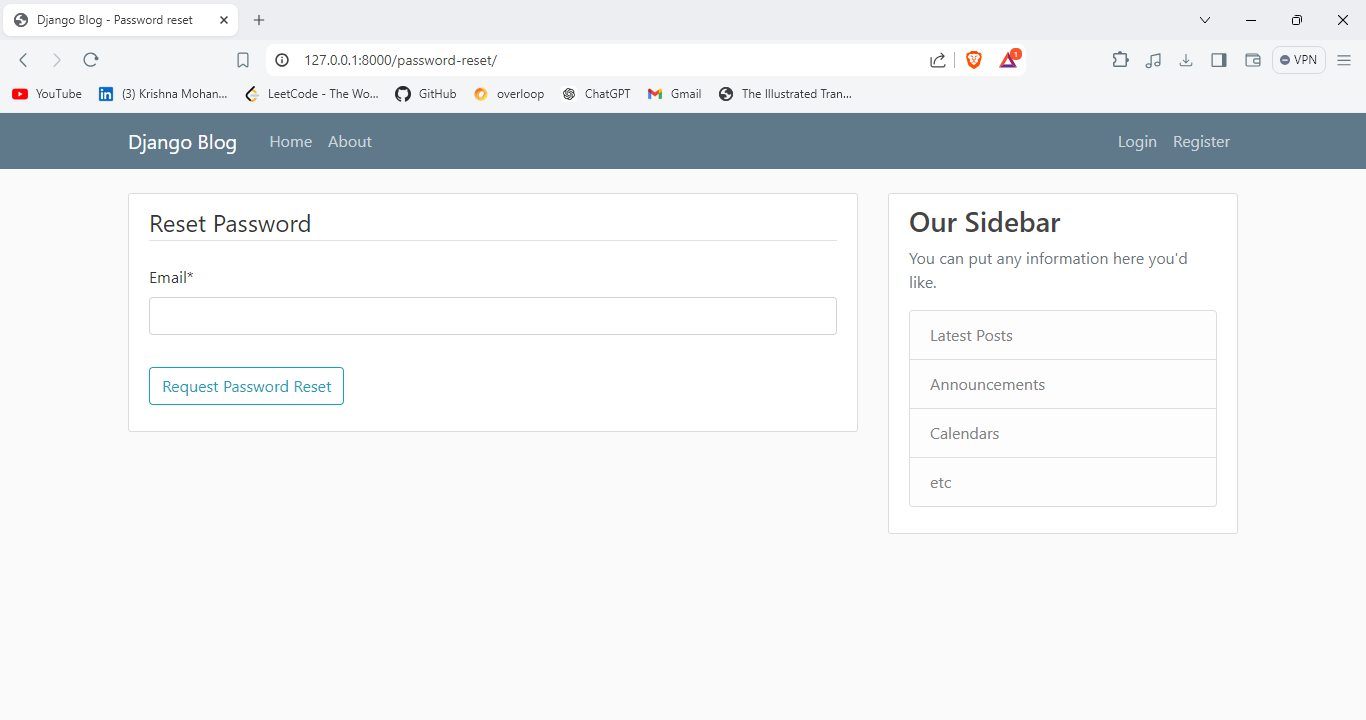 Django Blog - Password reset
127.0.0.1:8000/password-reset/
1
VPN
YouTube
(3) Krishna Mohan...
LeetCode - The Wo...
GitHub
overloop
ChatGPT
Gmail
The Illustrated Tran...
Django Blog
Home
About
Login
Register
Reset Password
Email*
Request Password Reset
Our Sidebar
You can put any information here you'd
like.
Latest Posts
Announcements
Calendars
etc